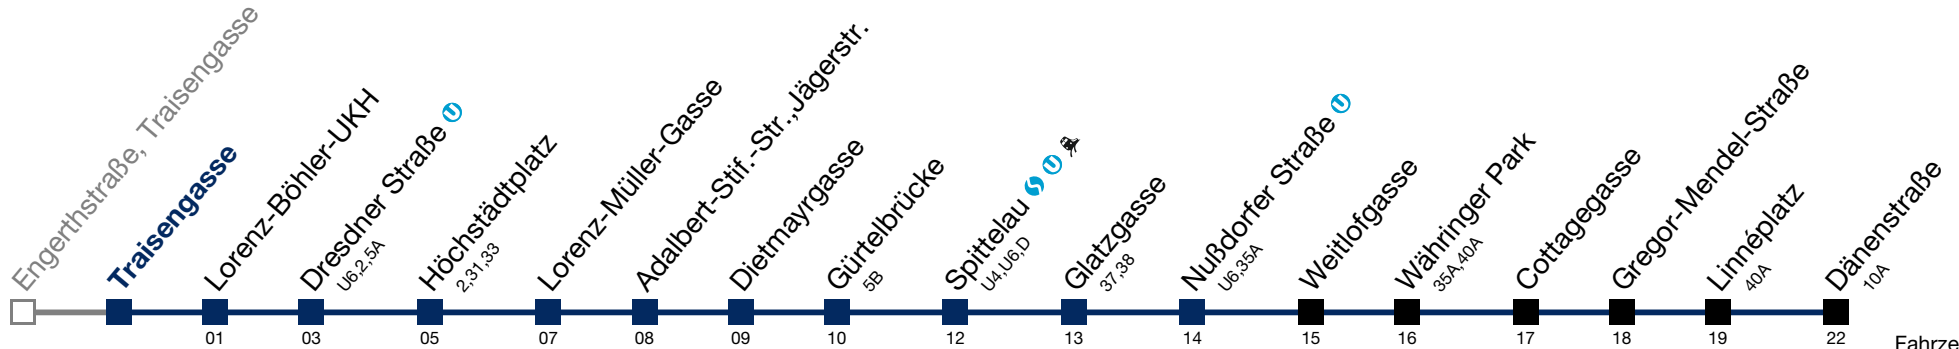 Engerthstraße, Traisengasse
Traisengasse
Lorenz-Böhler-UKH
Dresdner Straße U
U6,2,5A
Höchstädtplatz
2,31,33
Lorenz-Müller-Gasse
Adalbert-Stif.-Str.,Jägerstr.
Dietmayrgasse
Gürtelbrücke
5B
Spittelau S U
U4,U6,D
Glatzgasse
37,38
Nußdorfer Straße U
U6,35A
Weitlofgasse
Währinger Park
35A,40A
Cottagegasse
Gregor-Mendel-Straße
Linnéplatz
40A
Dänenstraße
10A
01 03 05 07 08 09 10 12 13 14 15 16 17 18 19 22 Fahrze